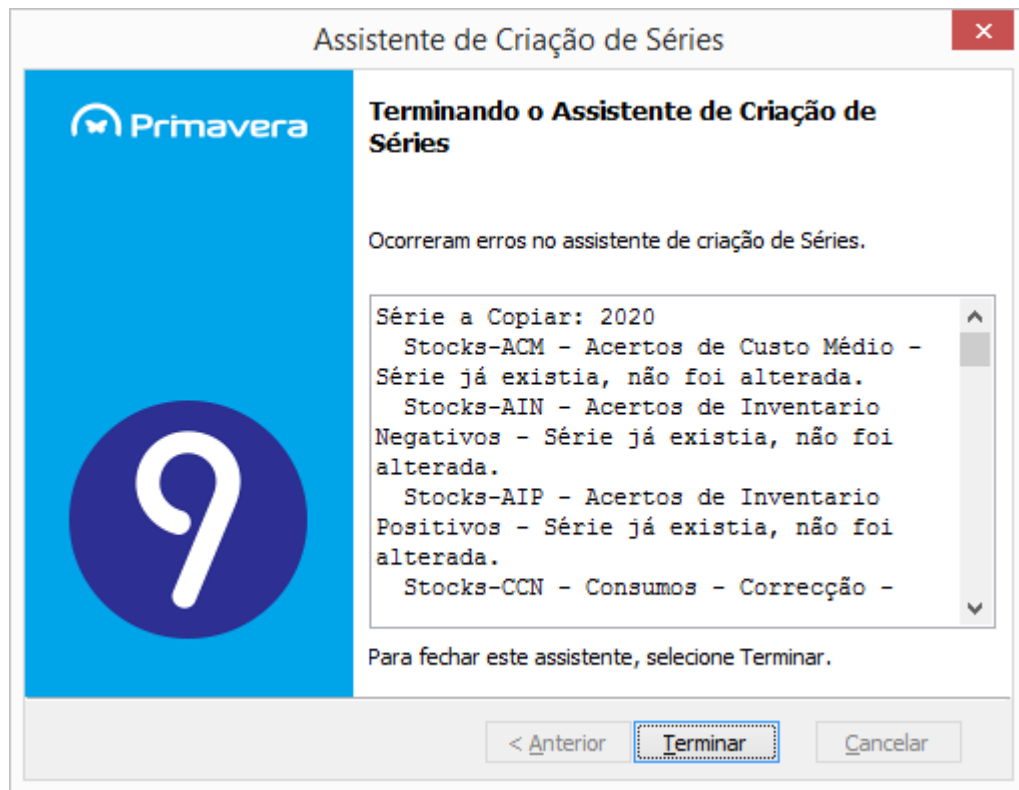 Assistente de Criação de Séries
Primavera
Terminando o Assistente de Criação de
Séries
Ocorreram erros no assistente de criação de Séries.
Série a Copiar: 2020
Stocks-ACM - Acertos de Custo Médio -
Série já existia, não foi alterada.
Stocks-AIN - Acertos de Inventario
Negativos - Série já existia, não foi
alterada.
Stocks-AIP - Acertos de Inventario
Positivos - Série já existia, não foi
alterada.
Stocks-CCN - Consumos - Correcção -
9
Para fechar este assistente, selecione Terminar.
< Anterior
Terminar
Cancelar